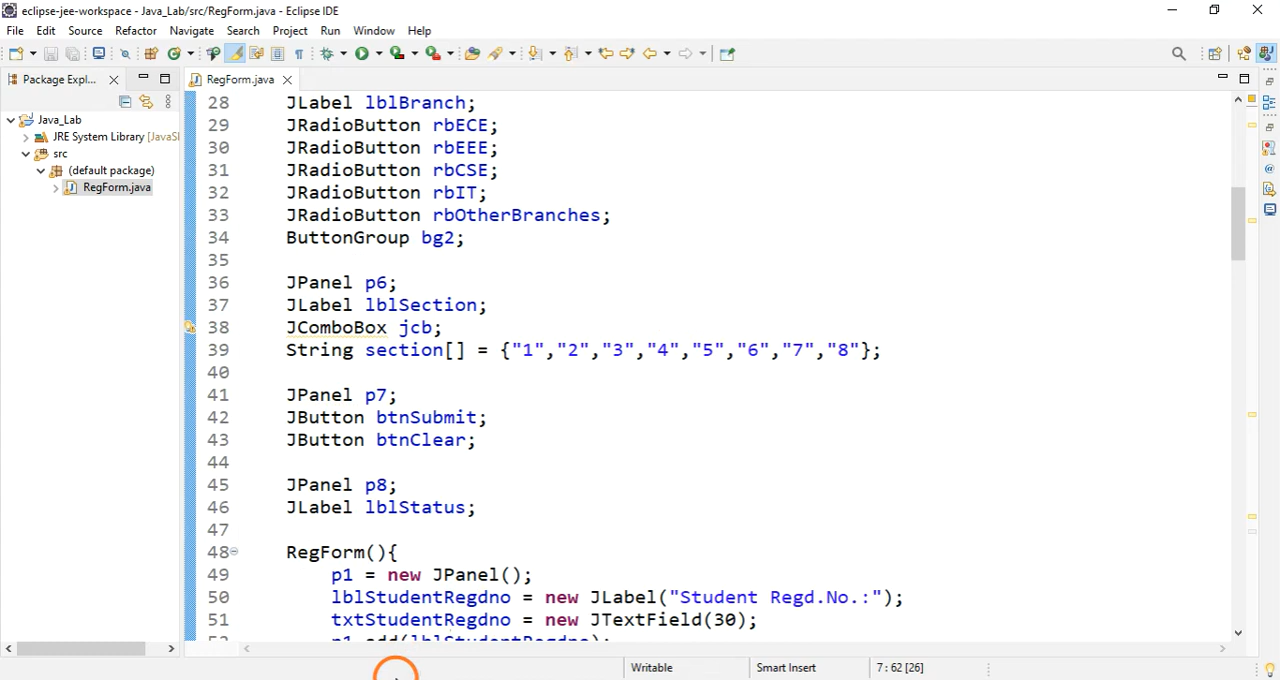 eclipse-jee-workspace - Java_Lab/src/RegForm.java - Eclipse IDE
File Edit Source Refactor Navigate Search Project Run Window Help
Package Expl...
RegForm.java
Java_Lab
JRE System Library [JavaSE
src
(default package)
RegForm.java
28 JLabel lblBranch;
29 JRadioButton rbECE;
30 JRadioButton rbEEE;
31 JRadioButton rbCSE;
32 JRadioButton rbIT;
33 JRadioButton rbOtherBranches;
34 ButtonGroup bg2;
35
36 JPanel p6;
37 JLabel lblSection;
38 JComboBox jcb;
39 String section[] = {"1","2","3","4","5","6","7","8"};
40
41 JPanel p7;
42 JButton btnSubmit;
43 JButton btnClear;
44
45 JPanel p8;
46 JLabel lblStatus;
47
48 RegForm(){
49 p1 = new JPanel();
50 lblStudentRegdno = new JLabel("Student Regd.No.:");
51 txtStudentRegdno = new JTextField(30);
52 p1.add(lblStudentRegdno);
Writable Smart Insert 7 : 62 [26]